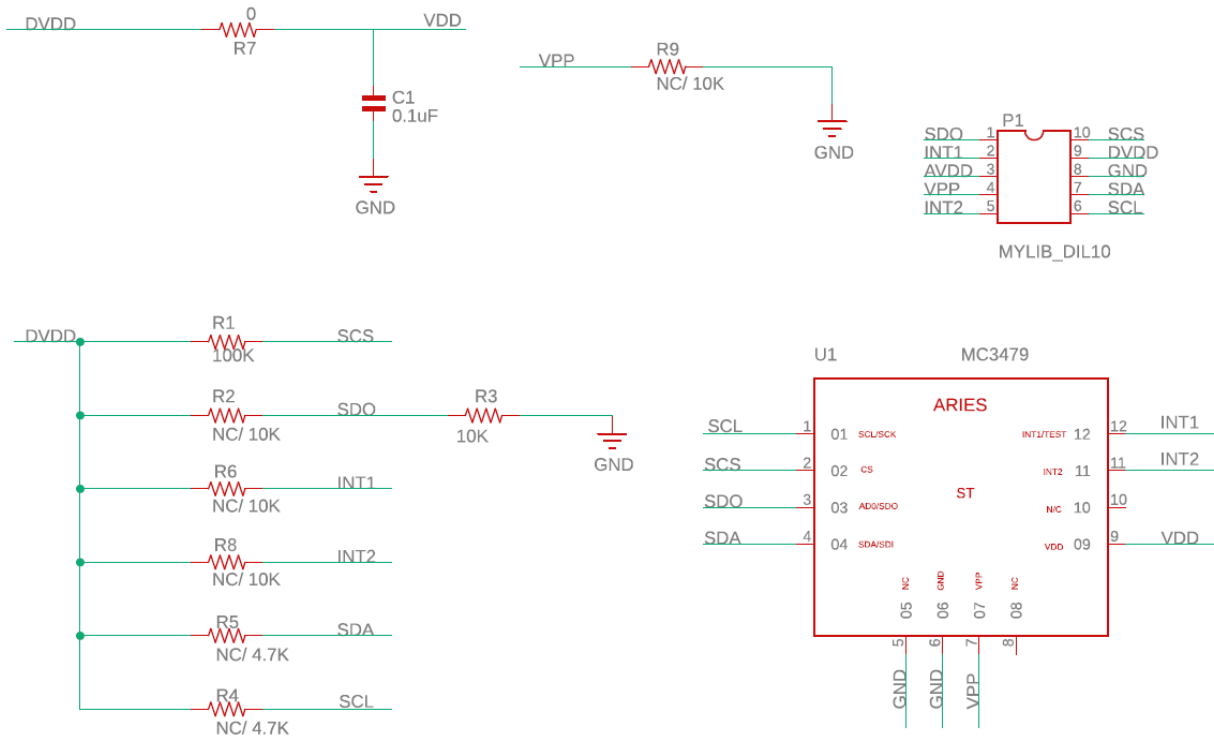 DVDD
0
R7
VDD
C1
0.1uF
GND
VPP
R9
NC/ 10K
GND
P1
SDO 1 10 SCS
INT1 2 9 DVDD
AVDD 3 8 GND
VPP 4 7 SDA
INT2 5 6 SCL
MYLIB_DIL10
DVDD
R1
100K
SCS
R2
NC/ 10K
SDO
R3
10K
GND
R6
NC/ 10K
INT1
R8
NC/ 10K
INT2
R5
NC/ 4.7K
SDA
R4
NC/ 4.7K
SCL
U1 MC3479
ARIES
ST
SCL 1 01 SCL/SCK
SCS 2 02 CS
SDO 3 03 AD0/SDO
SDA 4 04 SDA/SDI
INT1/TEST 12 12 INT1
INT2 11 11 INT2
N/C 10 10
VDD 09 9 VDD
NC 05 5 GND
GND 06 6 GND
VPP 07 7 VPP
NC 08 8